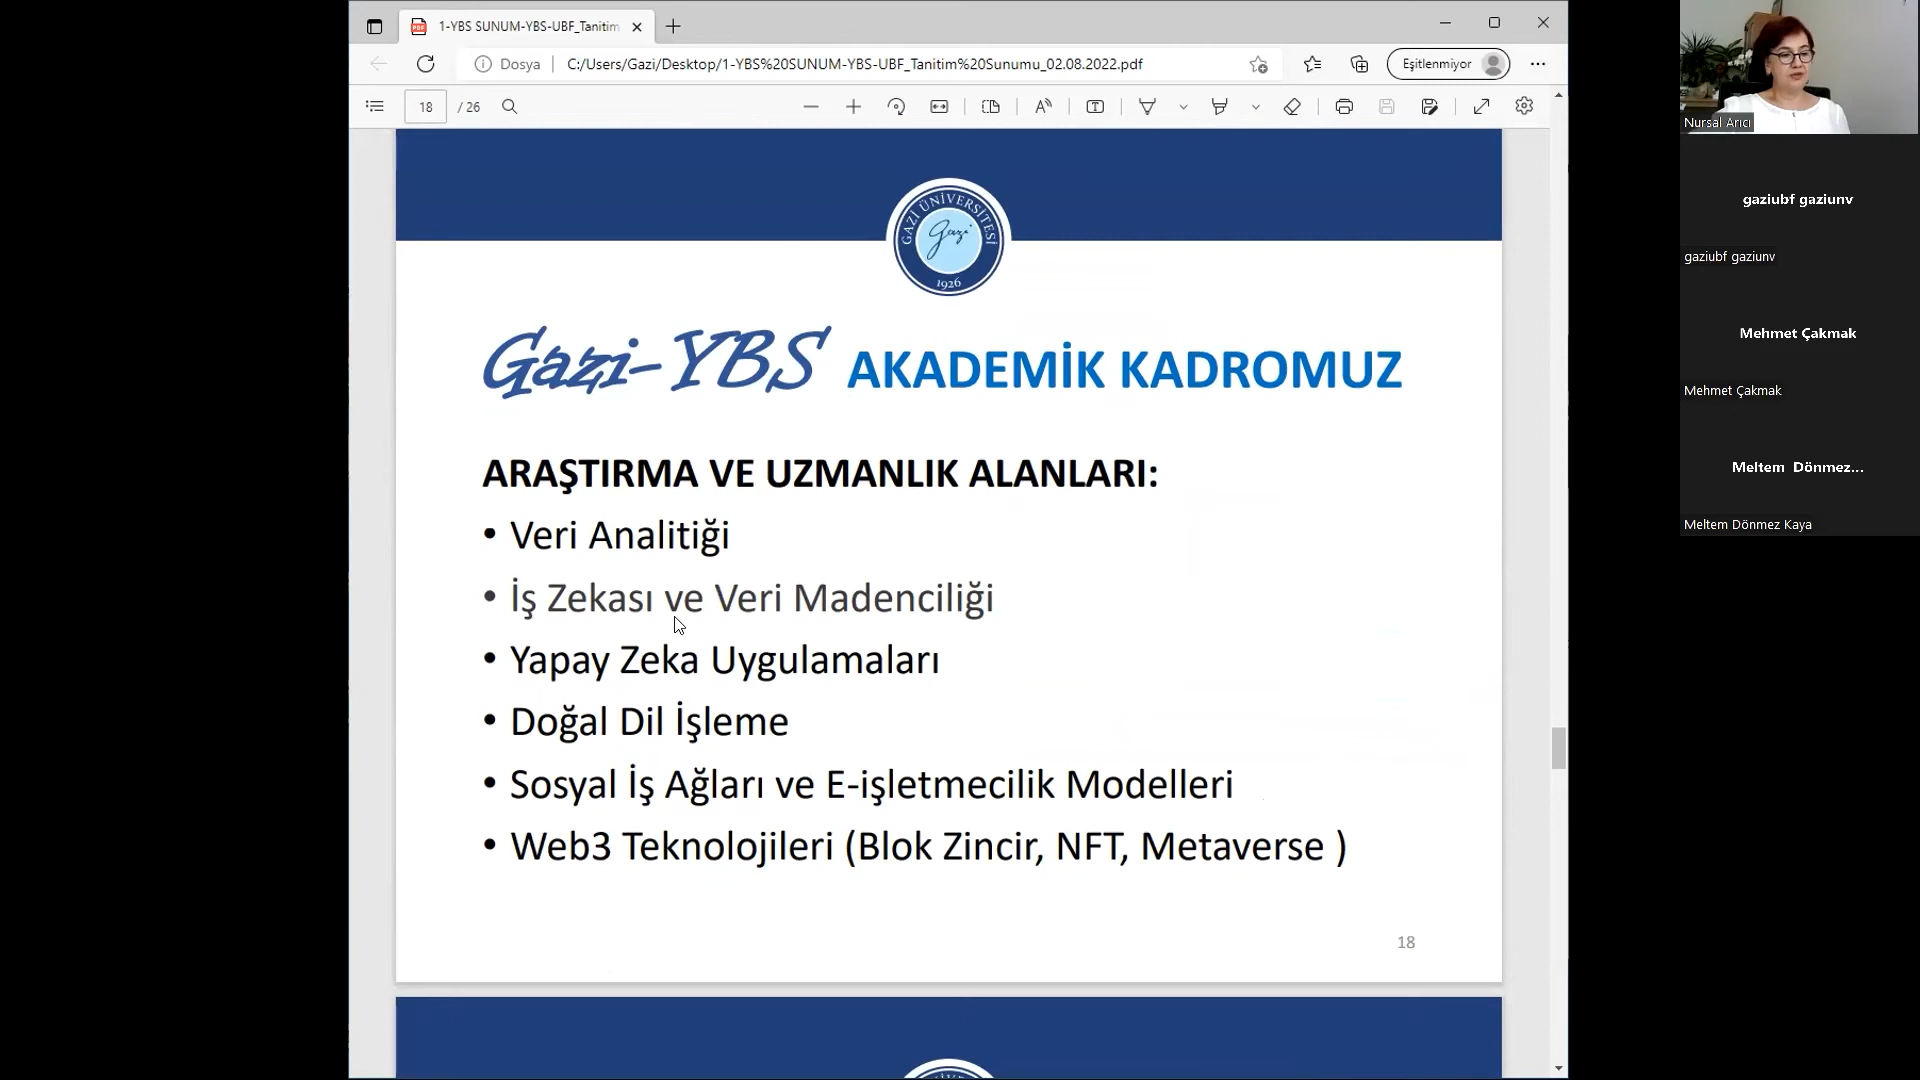 1-YBS SUNUM-YBS-UBF_Tanitim
Dosya
C:/Users/Gazi/Desktop/1-YBS%20SUNUM-YBS-UBF_Tanitim%20Sunumu_02.08.2022.pdf
Eşitlenmiyor
18 / 26
GAZİ ÜNİVERSİTESİ
gazi
1926
Gazi-YBS AKADEMİK KADROMUZ
ARAŞTIRMA VE UZMANLIK ALANLARI:
• Veri Analitiği
• İş Zekası ve Veri Madenciliği
• Yapay Zeka Uygulamaları
• Doğal Dil İşleme
• Sosyal İş Ağları ve E-işletmecilik Modelleri
• Web3 Teknolojileri (Blok Zincir, NFT, Metaverse )
18
Nursal Arıcı
gaziubf gaziunv
gaziubf gaziunv
Mehmet Çakmak
Mehmet Çakmak
Meltem Dönmez...
Meltem Dönmez Kaya